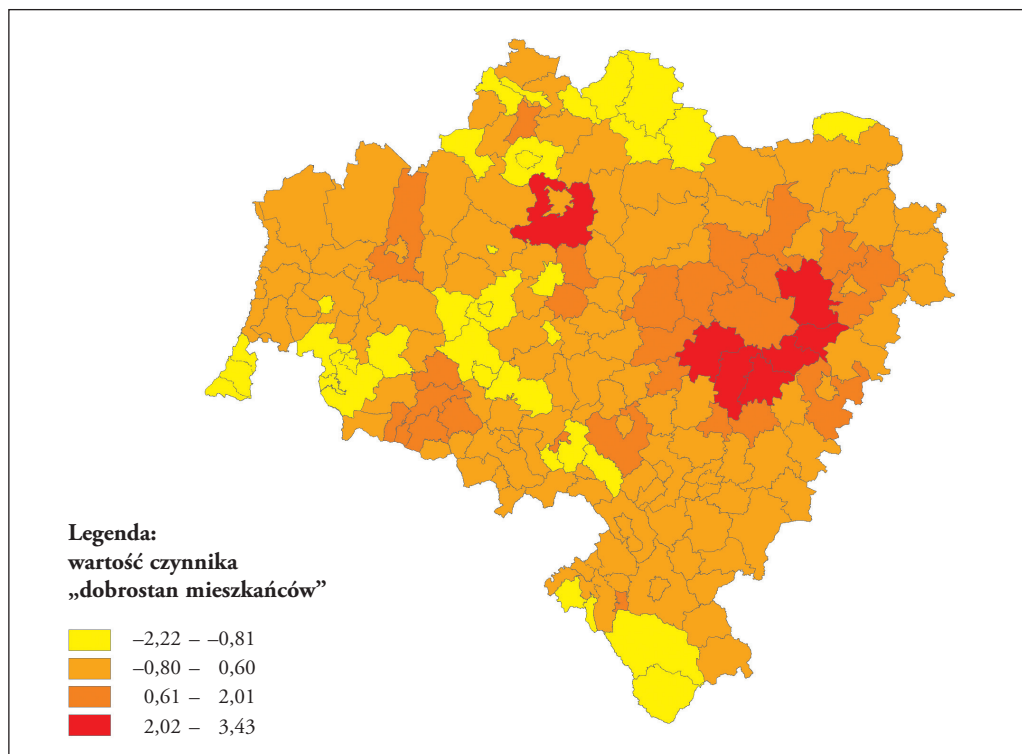 Legenda:
wartość czynnika
„dobrostan mieszkańców”
–2,22 – –0,81
–0,80 – 0,60
0,61 – 2,01
2,02 – 3,43